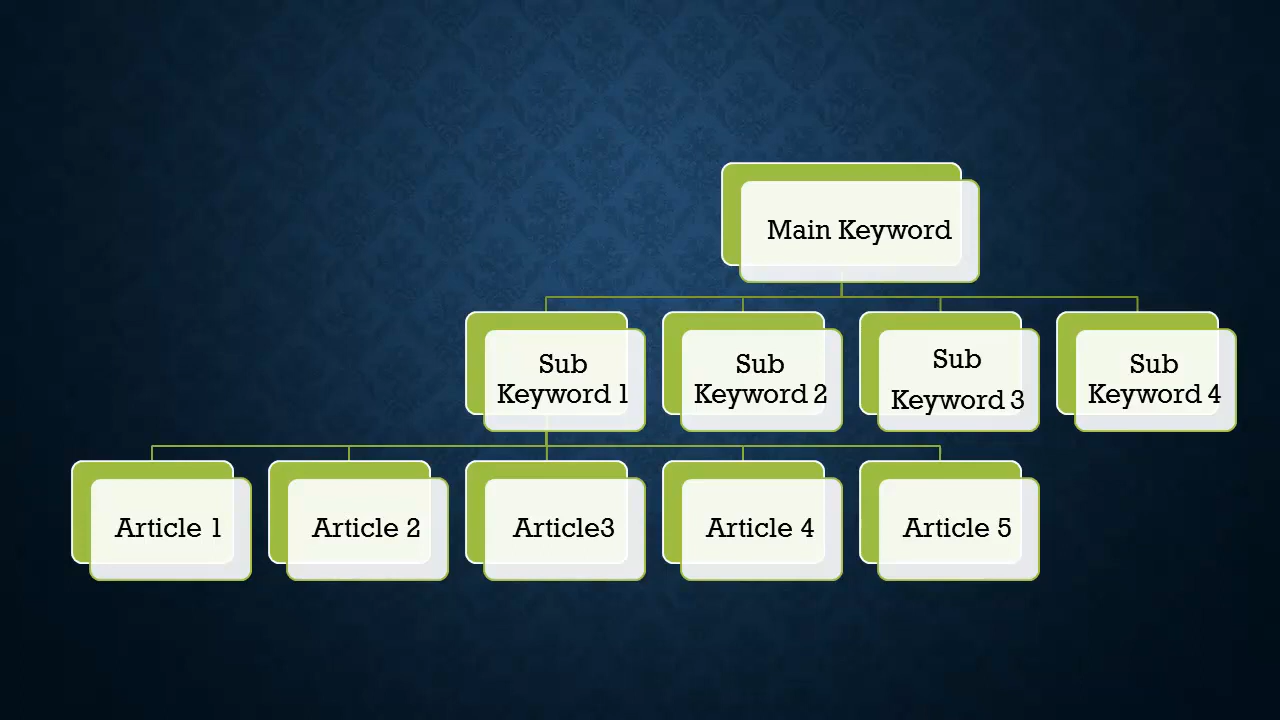 Main Keyword
Sub
Keyword 1
Sub
Keyword 2
Sub
Keyword 3
Sub
Keyword 4
Article 1
Article 2
Article3
Article 4
Article 5